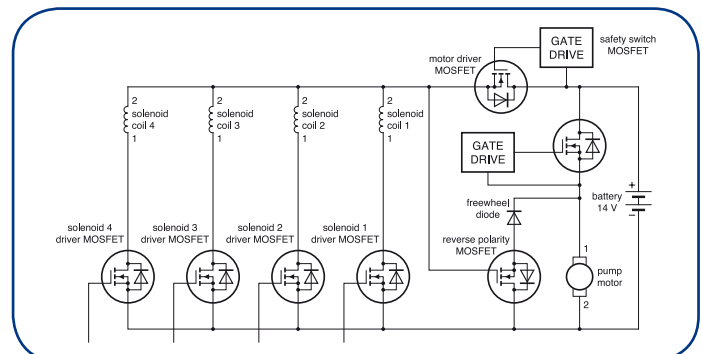 GATE
DRIVE
safety switch
MOSFET
motor driver
MOSFET
2
solenoid
coil 4
1
2
solenoid
coil 3
1
2
solenoid
coil 2
1
2
solenoid
coil 1
1
GATE
DRIVE
+
battery
14 V
–
freewheel
diode
solenoid 4
driver MOSFET
solenoid 3
driver MOSFET
solenoid 2
driver MOSFET
solenoid 1
driver MOSFET
reverse polarity
MOSFET
1
pump
motor
2